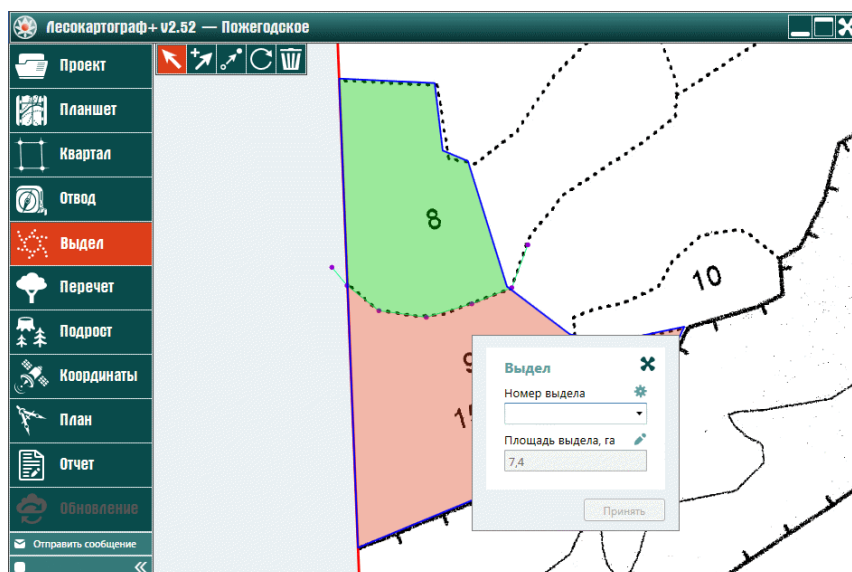 Лесокартограф+ v2.52 — Пожегодское
Проект
Планшет
Квартал
Отвод
Выдел
Перечет
Подрост
Координаты
План
Отчет
Обновление
Отправить сообщение
8
10
9
Выдел
Номер выдела
Площадь выдела, га
7,4
Принять